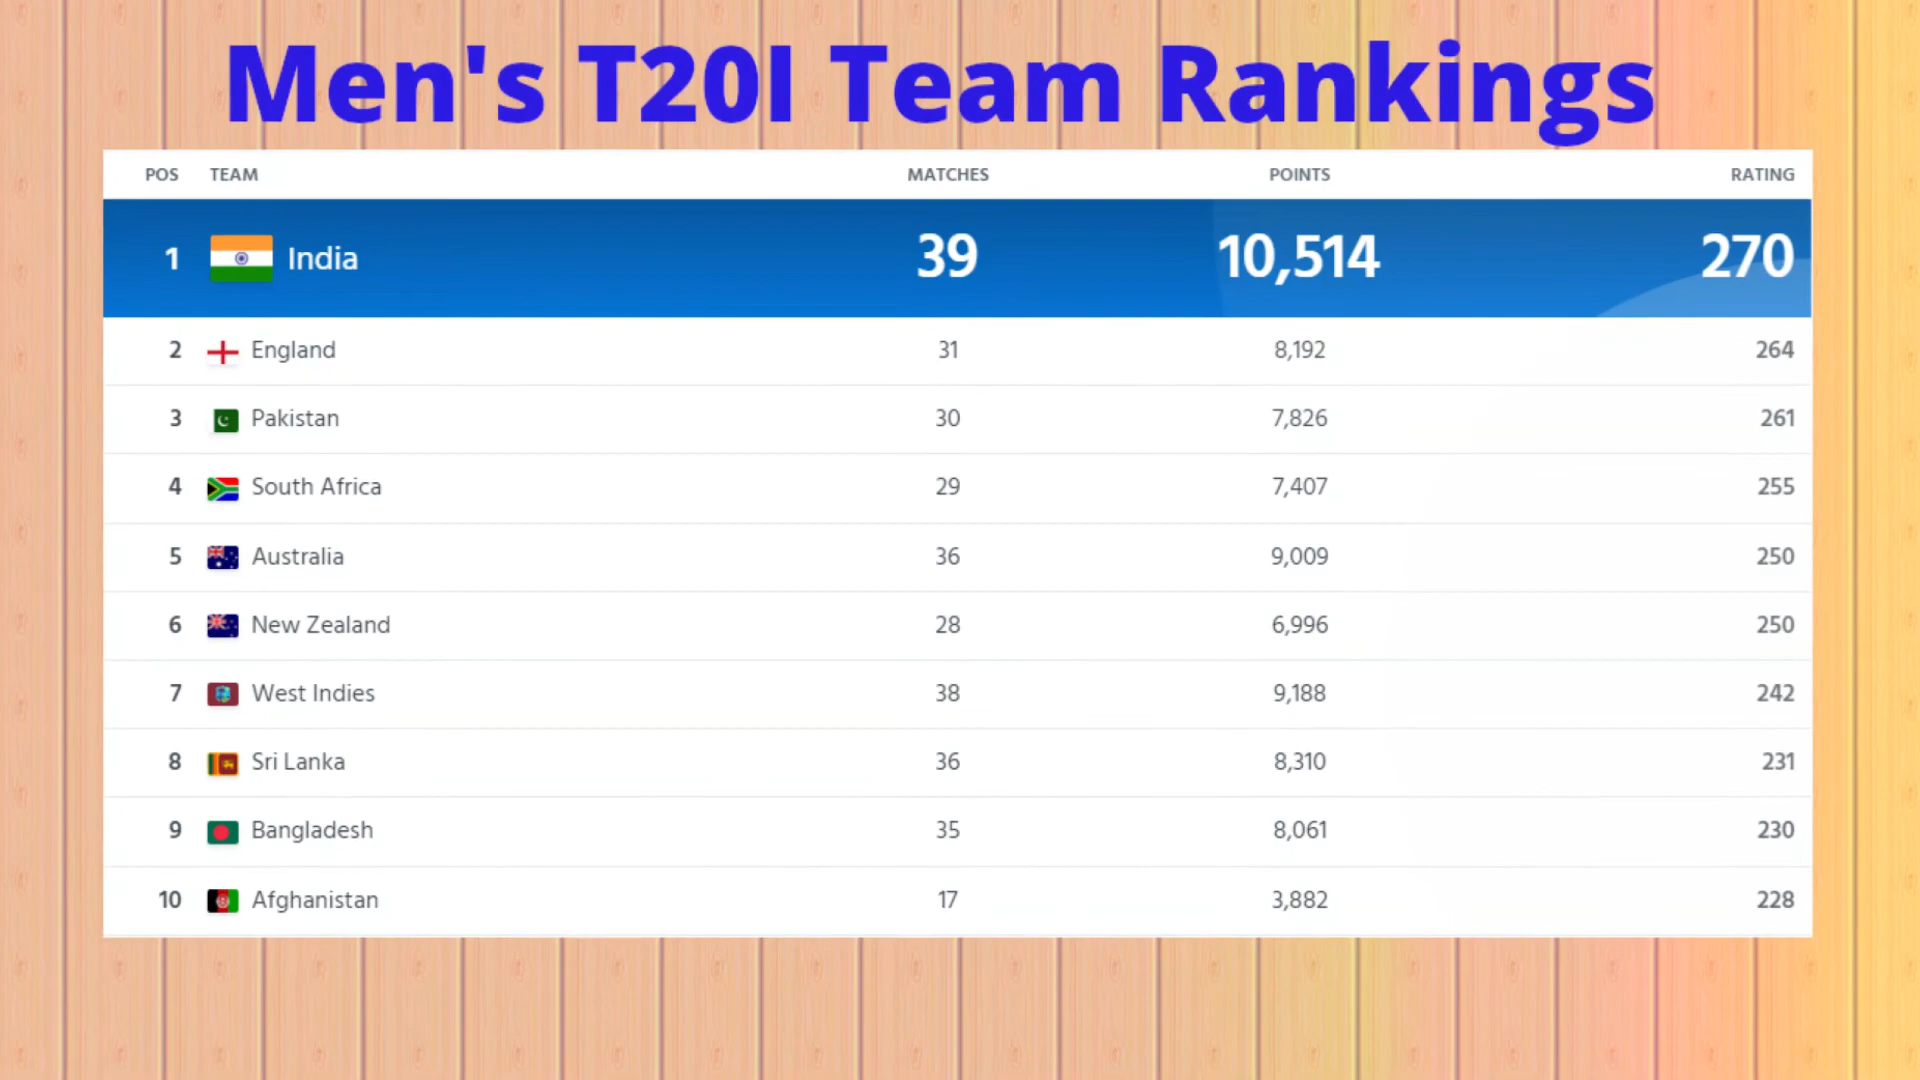 Men's T20I Team Rankings
POS TEAM MATCHES POINTS RATING
1 India 39 10,514 270
2 England 31 8,192 264
3 Pakistan 30 7,826 261
4 South Africa 29 7,407 255
5 Australia 36 9,009 250
6 New Zealand 28 6,996 250
7 West Indies 38 9,188 242
8 Sri Lanka 36 8,310 231
9 Bangladesh 35 8,061 230
10 Afghanistan 17 3,882 228